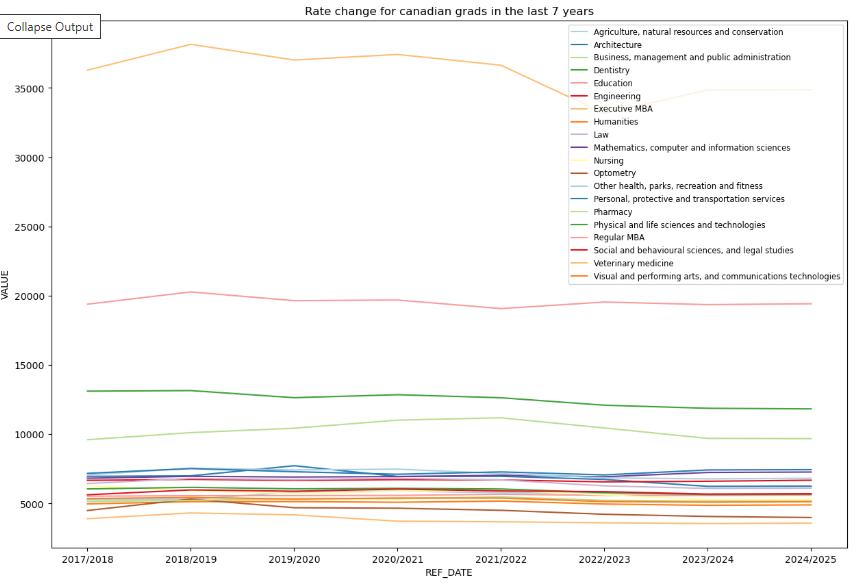 Rate change for canadian grads in the last 7 years
Collapse Output
Agriculture, natural resources and conservation
Architecture
Business, management and public administration
Dentistry
Education
Engineering
Executive MBA
Humanities
Law
Mathematics, computer and information sciences
Nursing
Optometry
Other health, parks, recreation and fitness
Personal, protective and transportation services
Pharmacy
Physical and life sciences and technologies
Regular MBA
Social and behavioural sciences, and legal studies
Veterinary medicine
Visual and performing arts, and communications technologies
35000
30000
25000
20000
15000
10000
5000
VALUE
2017/2018 2018/2019 2019/2020 2020/2021 2021/2022 2022/2023 2023/2024 2024/2025
REF_DATE